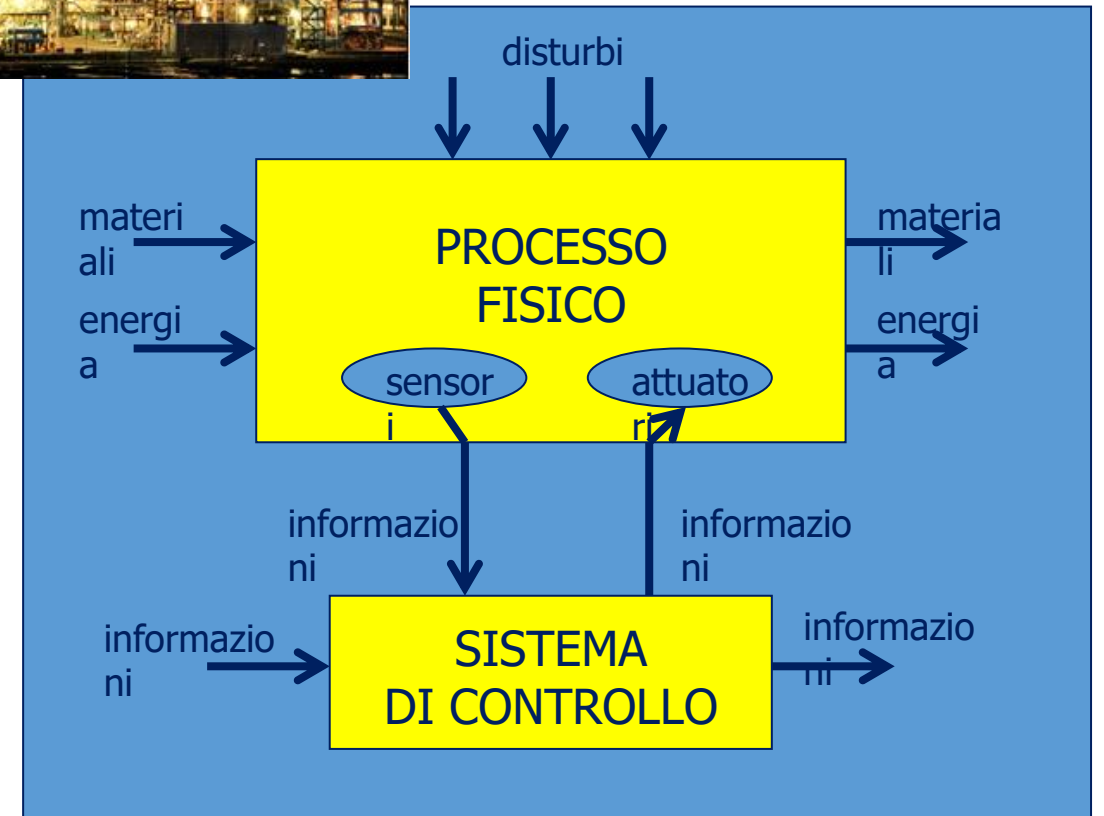 disturbi
materi
ali
materia
li
PROCESSO
FISICO
energi
a
energi
a
sensor
i
attuato
ri
informazio
ni
informazio
ni
informazio
ni
SISTEMA
DI CONTROLLO
informazio
ni